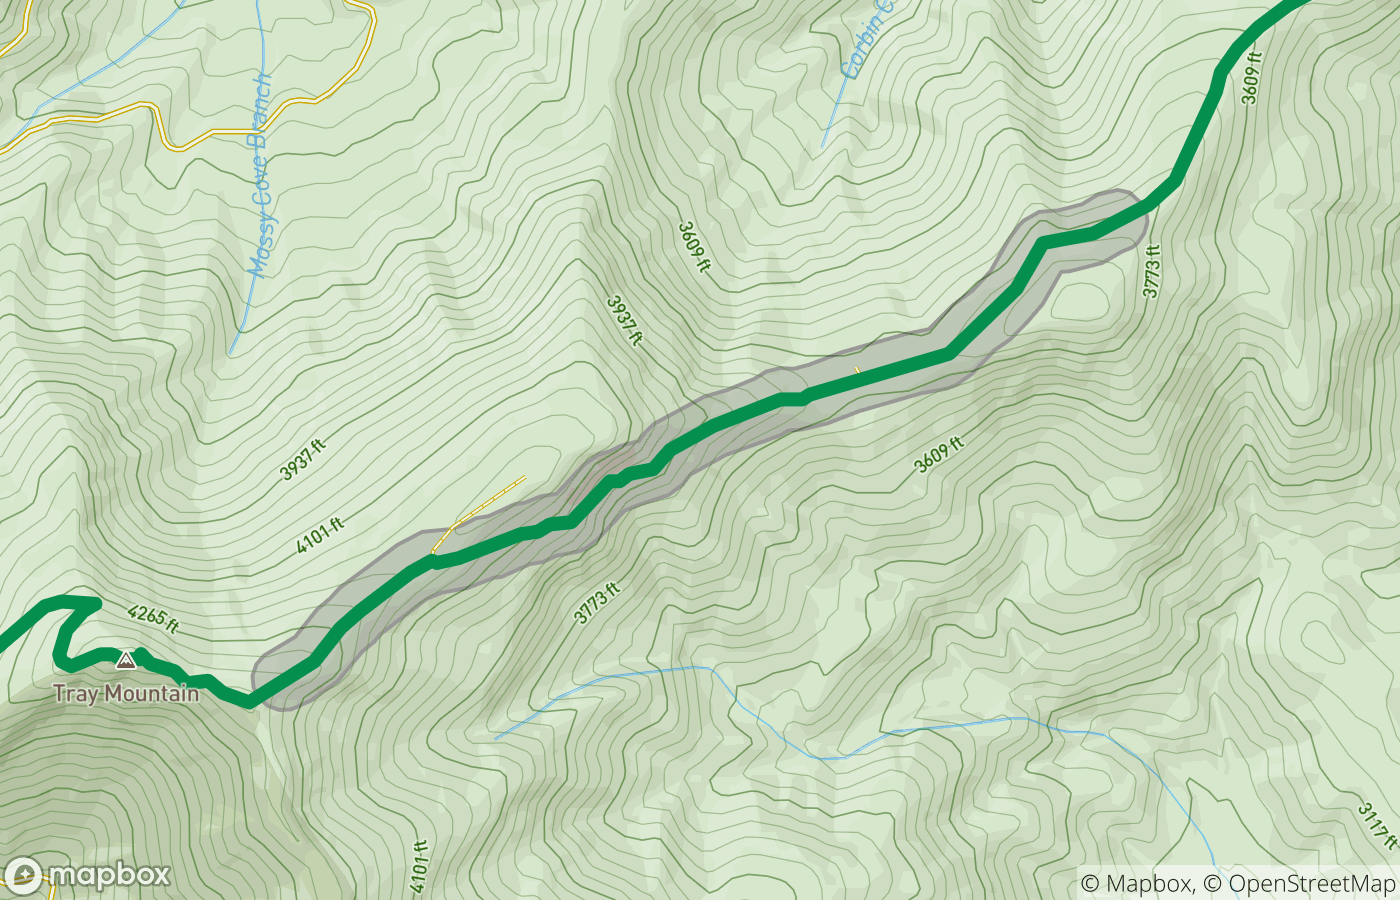 Corbin C
3609 ft
Mossy Cove Branch
3609 ft
3773 ft
3937 ft
3937 ft
3609 ft
4101 ft
3773 ft
4265 ft
Tray Mountain
3117 ft
4101 ft
mapbox
© Mapbox, © OpenStreetMap